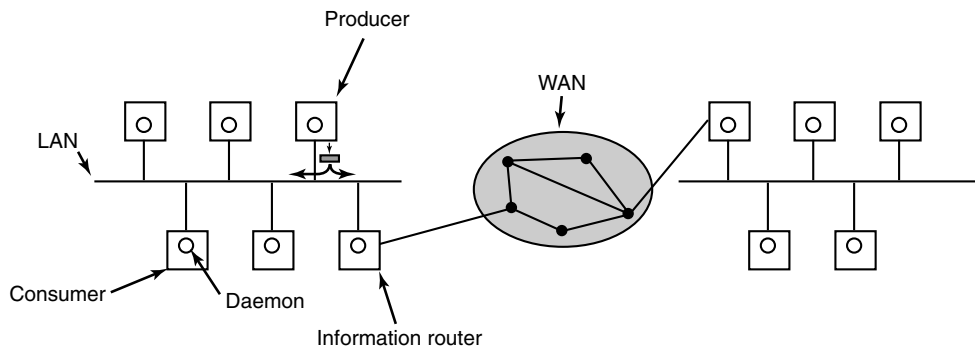 Producer
WAN
LAN
Consumer
Daemon
Information router